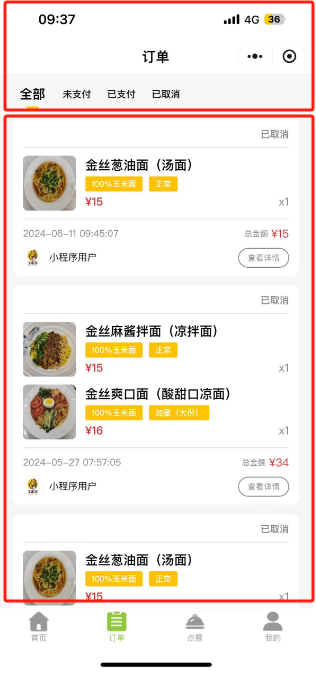 09:37 4G 36
订单
全部 未支付 已支付 已取消
已取消
金丝葱油面（汤面）
100%玉米面 正常
¥15 x1
2024-06-11 09:45:07 总金额 ¥15
小程序用户 查看详情
已取消
金丝麻酱拌面（凉拌面）
100%玉米面 正常
¥15 x1
金丝爽口面（酸甜口凉面）
100%玉米面 加量（大份）
¥16 x1
2024-05-27 07:57:05 总金额 ¥34
小程序用户 查看详情
已取消
金丝葱油面（汤面）
100%玉米面 正常
¥15 x1
首页 订单 点餐 我的